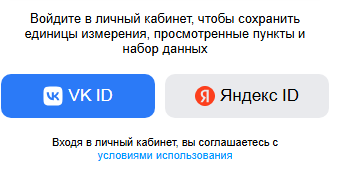 Войдите в личный кабинет, чтобы сохранить
единицы измерения, просмотренные пункты и
набор данных
VK ID
Яндекс ID
Входя в личный кабинет, вы соглашаетесь с
условиями использования